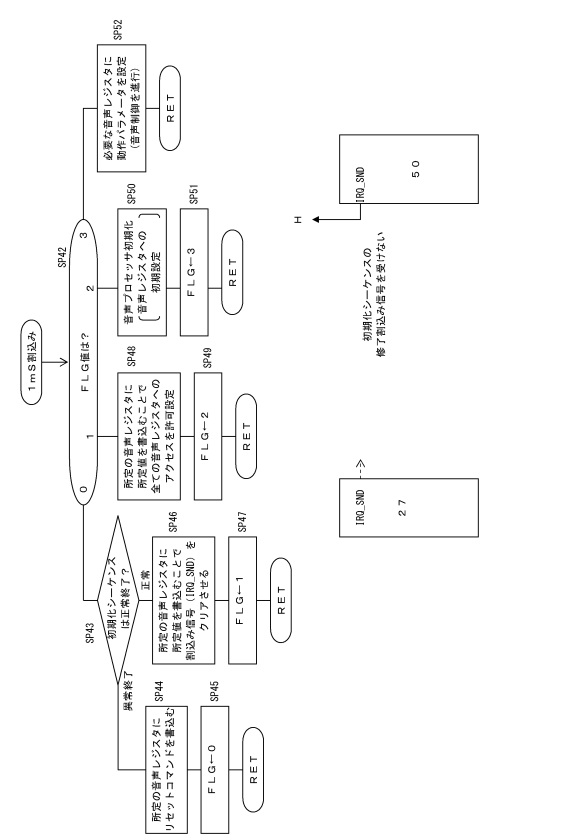 1mS割込み
SP42
FLG値は?
0
1
2
3
SP43
初期化シーケンス
は正常終了?
異常終了
正常
SP44
所定の音声レジスタに
リセットコマンドを書込む
SP45
FLG←0
RET
SP46
所定の音声レジスタに
所定値を書込むことで
割込み信号(IRQ_SND)を
クリアさせる
SP47
FLG←1
RET
SP48
所定の音声レジスタに
所定値を書込むことで
全ての音声レジスタへの
アクセスを許可設定
SP49
FLG←2
RET
SP50
音声プロセッサ初期化
音声レジスタへの
初期設定
SP51
FLG←3
RET
SP52
必要な音声レジスタに
動作パラメータを設定
(音声制御を進行)
RET
IRQ_SND
27
初期化シーケンスの
修了割込み信号を受けない
H
IRQ_SND
50